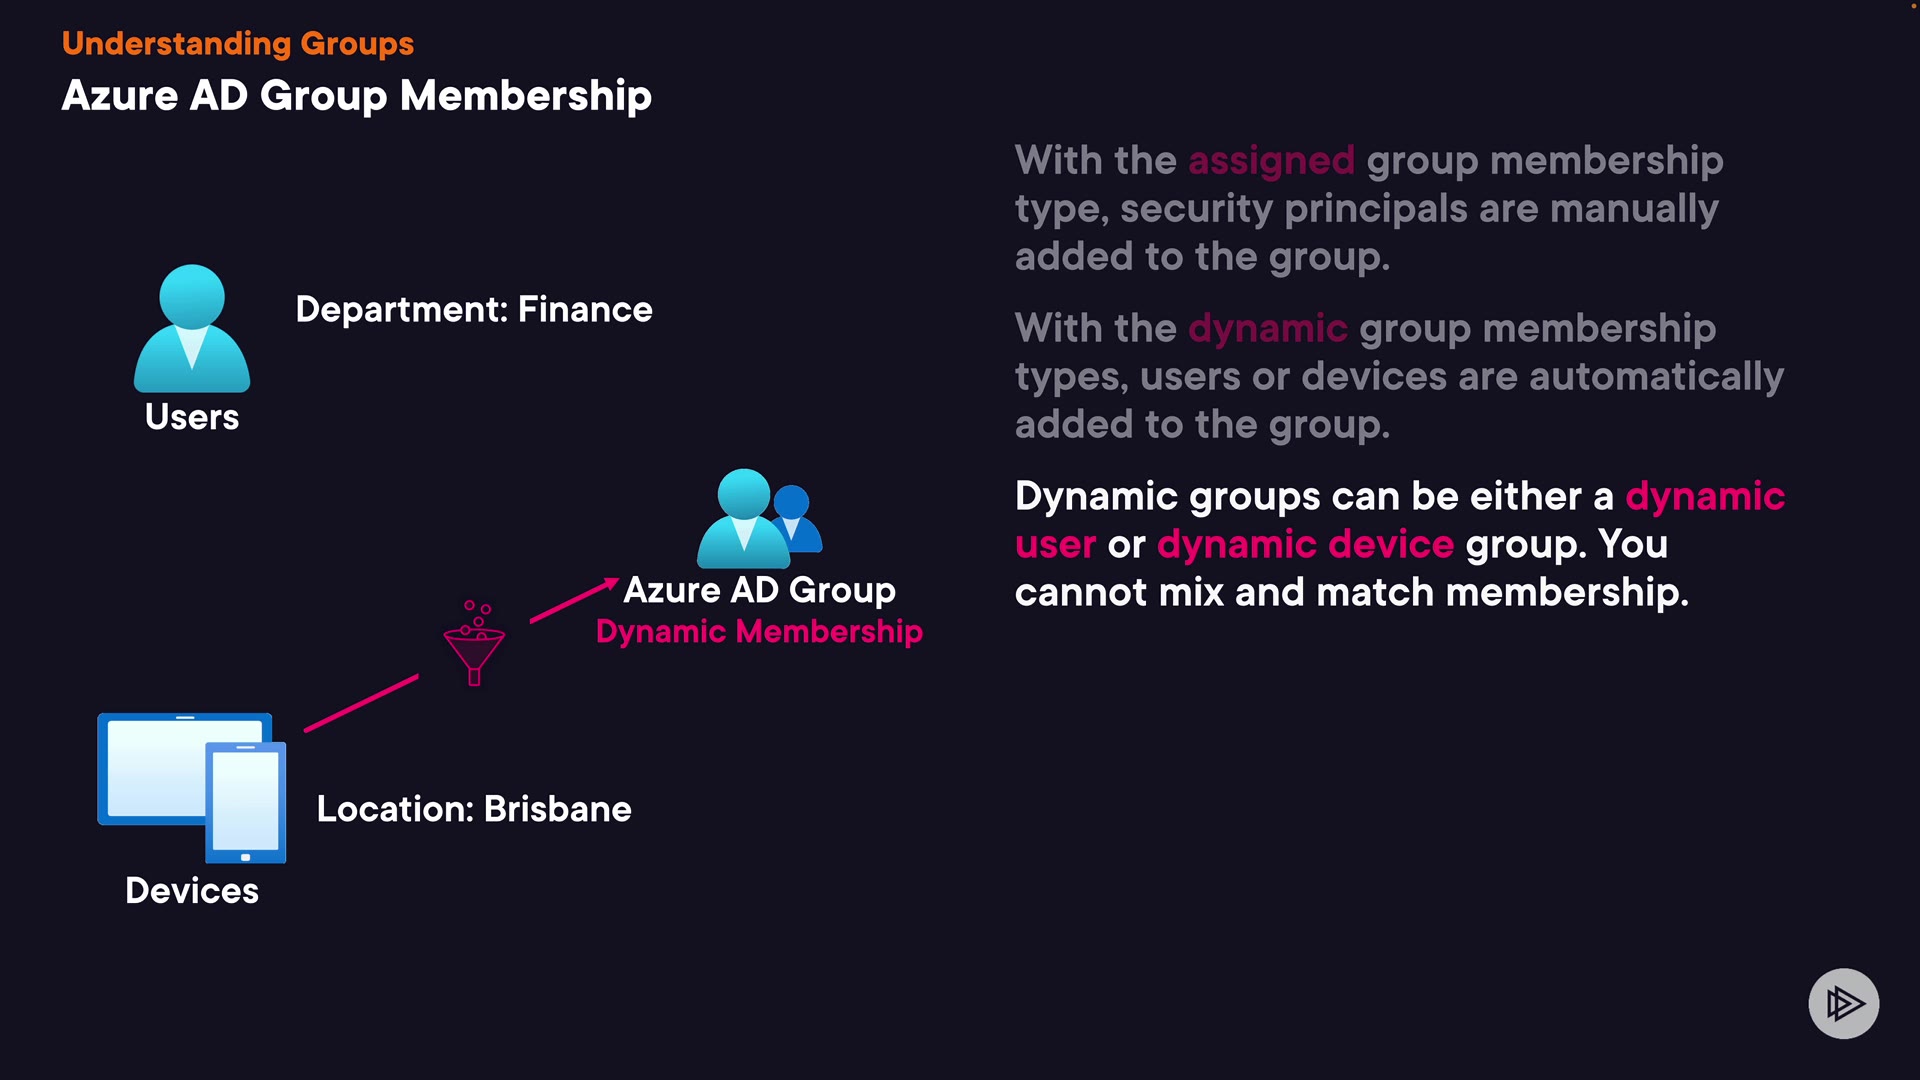 Understanding Groups
Azure AD Group Membership
With the assigned group membership
type, security principals are manually
added to the group.
Department: Finance
With the dynamic group membership
types, users or devices are automatically
added to the group.
Users
Dynamic groups can be either a dynamic
user or dynamic device group. You
cannot mix and match membership.
Azure AD Group
Dynamic Membership
Location: Brisbane
Devices